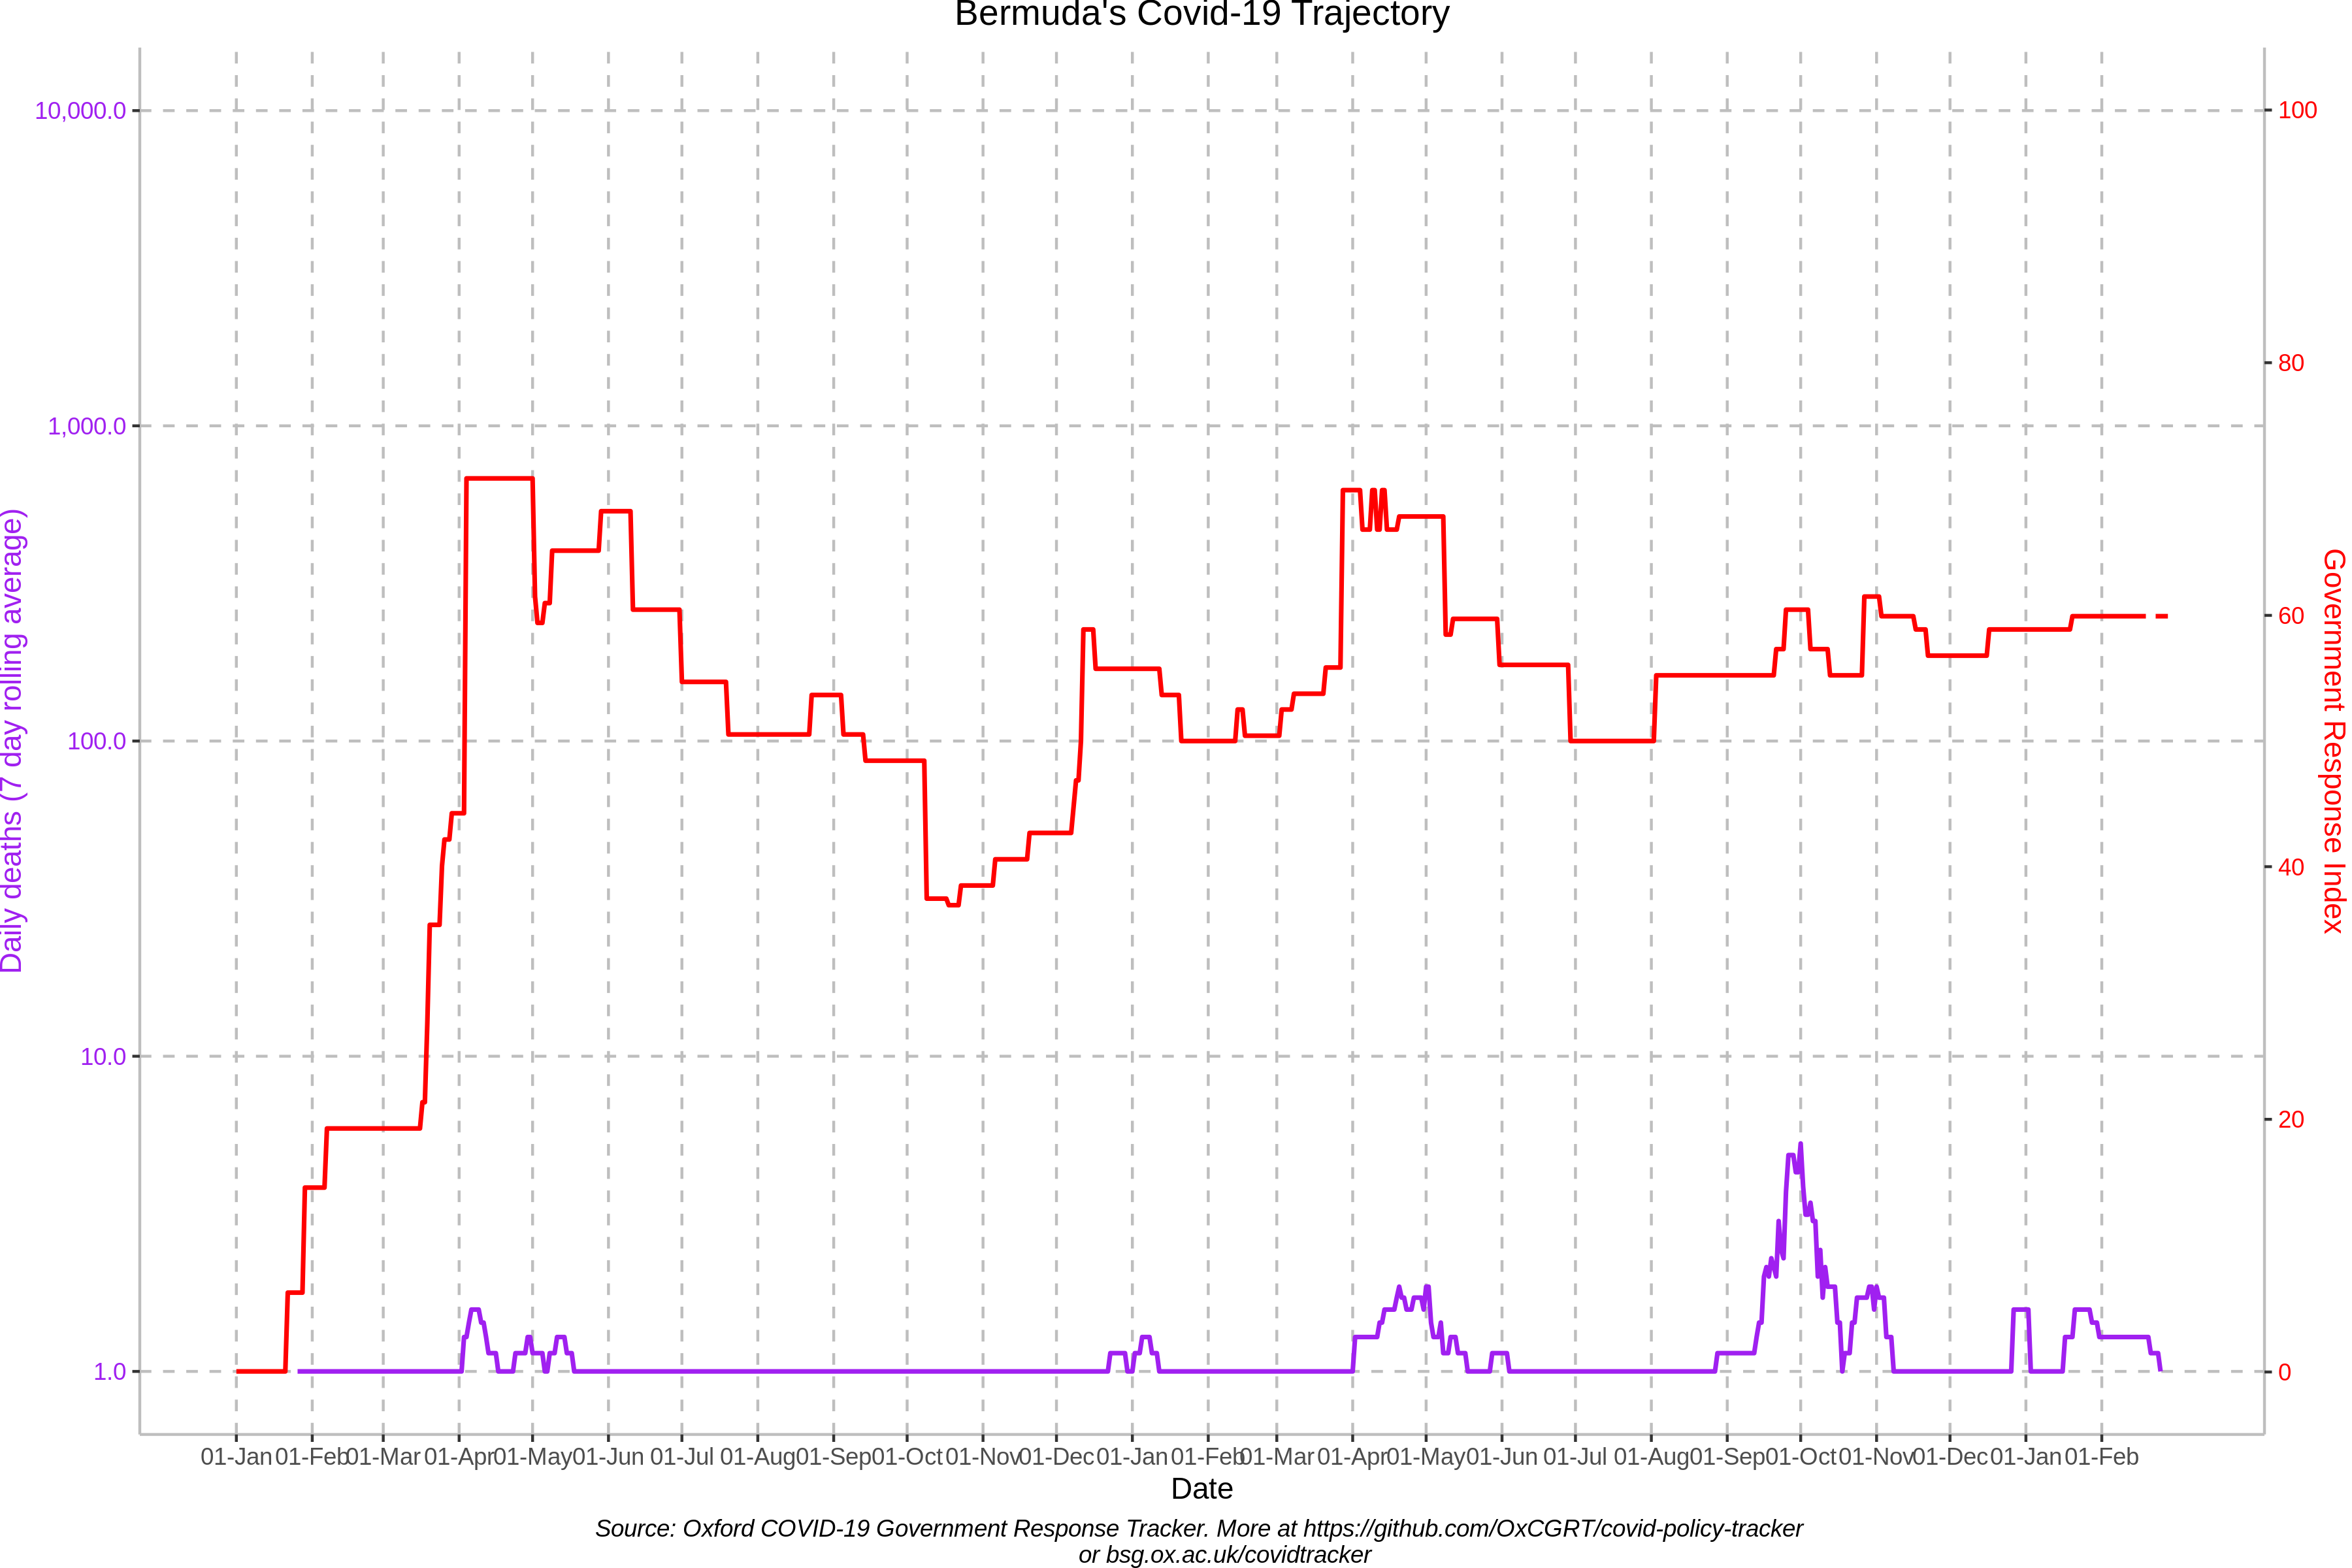 Bermuda's Covid-19 Trajectory
10,000.0
1,000.0
100.0
10.0
1.0
Daily deaths (7 day rolling average)
100
80
60
40
20
0
Government Response Index
01-Jan 01-Feb 01-Mar 01-Apr 01-May 01-Jun 01-Jul 01-Aug 01-Sep 01-Oct 01-Nov 01-Dec 01-Jan 01-Feb 01-Mar 01-Apr 01-May 01-Jun 01-Jul 01-Aug 01-Sep 01-Oct 01-Nov 01-Dec 01-Jan 01-Feb
Date
Source: Oxford COVID-19 Government Response Tracker. More at https://github.com/OxCGRT/covid-policy-tracker
or bsg.ox.ac.uk/covidtracker